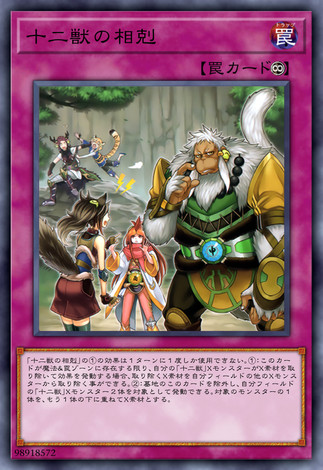 十二獣の相剋
トラップ
罠
【罠カード】
「十二獣の相剋」の①の効果は1ターンに1度しか使用できない。①:このカー
ドが魔法&罠ゾーンに存在する限り、自分の「十二獣」XモンスターがX素材を取
り除いて効果を発動する場合、取り除くX素材を自分フィールドの他のXモンス
ターから取り除く事ができる。②:墓地のこのカードを除外し、自分フィールド
の「十二獣」Xモンスター2体を対象として発動できる。対象のモンスターの1
体を、もう1体の下に重ねてX素材とする。
98918572